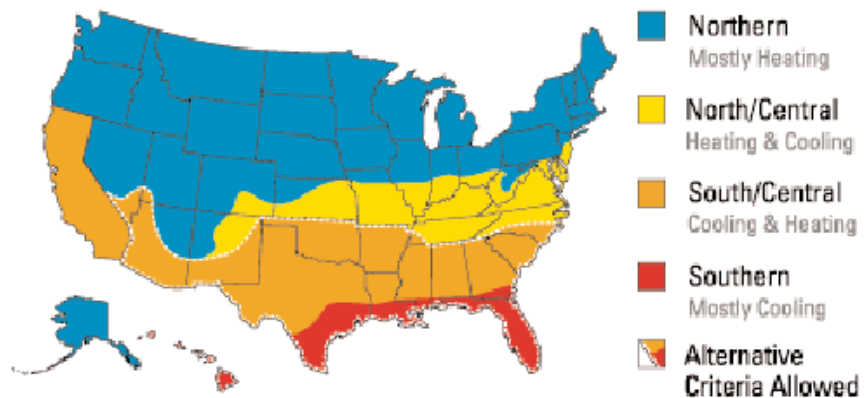 Northern
Mostly Heating
North/Central
Heating & Cooling
South/Central
Cooling & Heating
Southern
Mostly Cooling
Alternative
Criteria Allowed